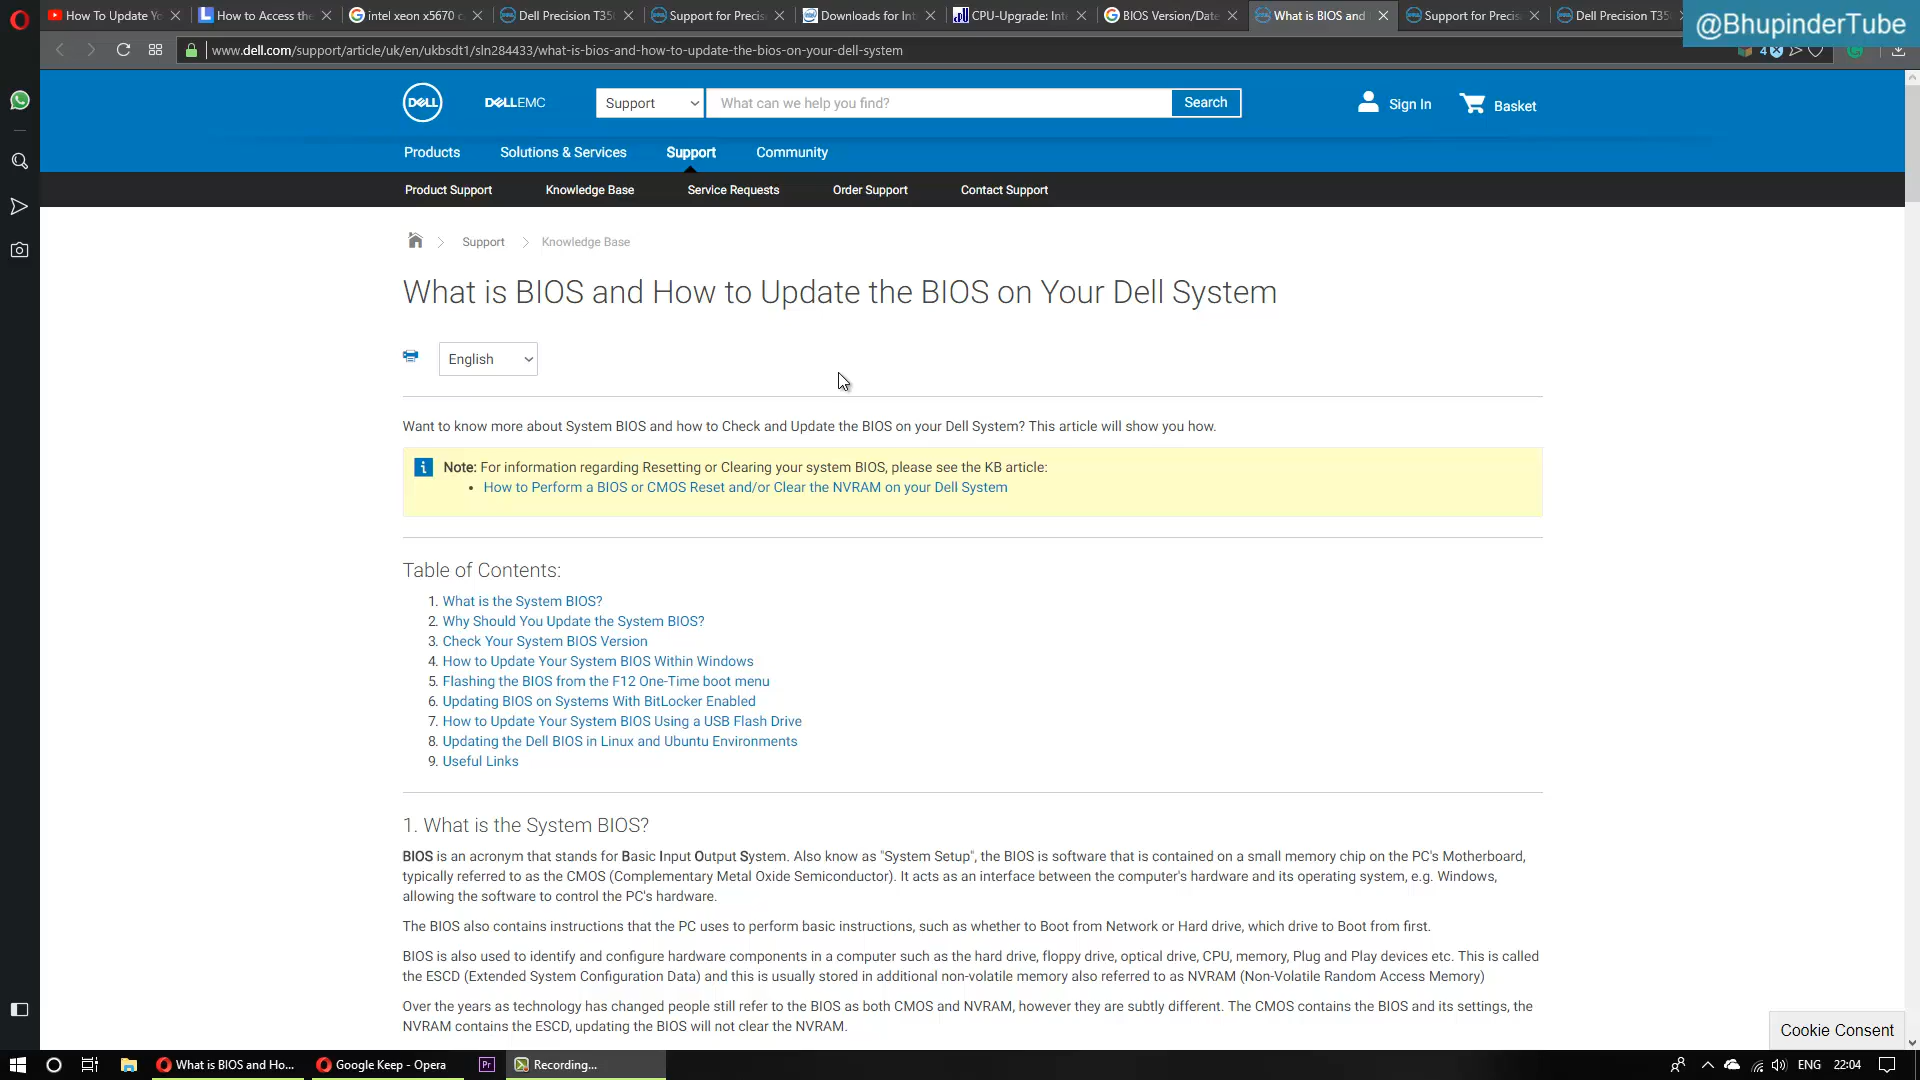 How To Update Yo
How to Access the
intel xeon x5670 c
Dell Precision T35
Support for Precis
Downloads for Int
CPU-Upgrade: Int
BIOS Version/Date
What is BIOS and
Support for Precis
Dell Precision T35
@BhupinderTube
www.dell.com/support/article/uk/en/ukbsdt1/sln284433/what-is-bios-and-how-to-update-the-bios-on-your-dell-system
4
DELL
DELLEMC
Support
What can we help you find?
Search
Sign In
Basket
Products
Solutions & Services
Support
Community
Product Support
Knowledge Base
Service Requests
Order Support
Contact Support
Support
Knowledge Base
What is BIOS and How to Update the BIOS on Your Dell System
English
Want to know more about System BIOS and how to Check and Update the BIOS on your Dell System? This article will show you how.
Note: For information regarding Resetting or Clearing your system BIOS, please see the KB article:
• How to Perform a BIOS or CMOS Reset and/or Clear the NVRAM on your Dell System
Table of Contents:
1. What is the System BIOS?
2. Why Should You Update the System BIOS?
3. Check Your System BIOS Version
4. How to Update Your System BIOS Within Windows
5. Flashing the BIOS from the F12 One-Time boot menu
6. Updating BIOS on Systems With BitLocker Enabled
7. How to Update Your System BIOS Using a USB Flash Drive
8. Updating the Dell BIOS in Linux and Ubuntu Environments
9. Useful Links
1. What is the System BIOS?
BIOS is an acronym that stands for Basic Input Output System. Also know as "System Setup", the BIOS is software that is contained on a small memory chip on the PC's Motherboard,
typically referred to as the CMOS (Complementary Metal Oxide Semiconductor). It acts as an interface between the computer's hardware and its operating system, e.g. Windows,
allowing the software to control the PC's hardware.
The BIOS also contains instructions that the PC uses to perform basic instructions, such as whether to Boot from Network or Hard drive, which drive to Boot from first.
BIOS is also used to identify and configure hardware components in a computer such as the hard drive, floppy drive, optical drive, CPU, memory, Plug and Play devices etc. This is called
the ESCD (Extended System Configuration Data) and this is usually stored in additional non-volatile memory also referred to as NVRAM (Non-Volatile Random Access Memory)
Over the years as technology has changed people still refer to the BIOS as both CMOS and NVRAM, however they are subtly different. The CMOS contains the BIOS and its settings, the
NVRAM contains the ESCD, updating the BIOS will not clear the NVRAM.
Cookie Consent
What is BIOS and Ho...
Google Keep - Opera
Pr
Recording...
ENG
22:04